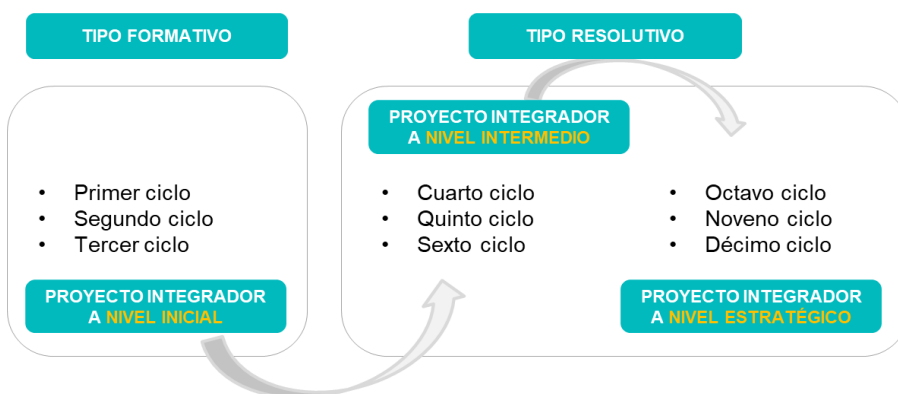 TIPO FORMATIVO
TIPO RESOLUTIVO
• Primer ciclo
• Segundo ciclo
• Tercer ciclo
PROYECTO INTEGRADOR
A NIVEL INICIAL
PROYECTO INTEGRADOR
A NIVEL INTERMEDIO
• Cuarto ciclo
• Quinto ciclo
• Sexto ciclo
• Octavo ciclo
• Noveno ciclo
• Décimo ciclo
PROYECTO INTEGRADOR
A NIVEL ESTRATÉGICO